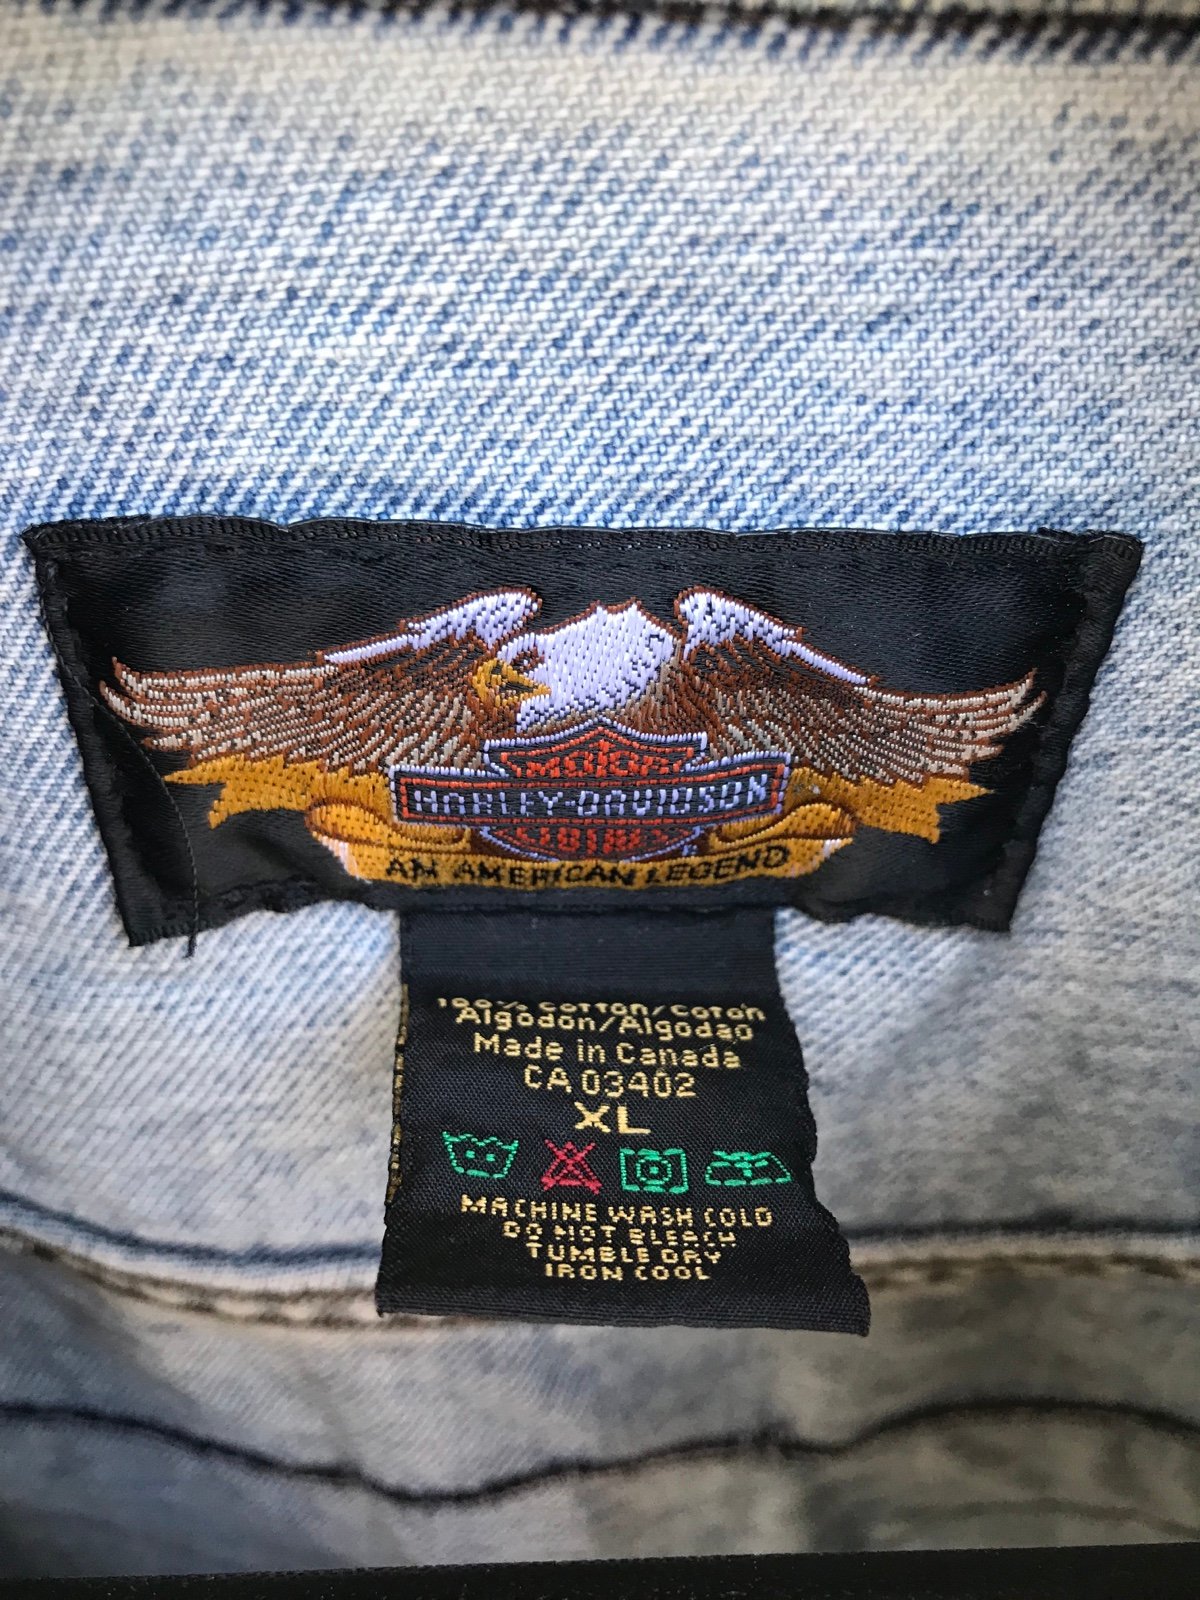 MOTOR
HARLEY-DAVIDSON
CYCLES
AN AMERICAN LEGEND
100% COTTON/COTON
Algodon/Algodao
Made in Canada
CA 03402
XL
MACHINE WASH COLD
DO NOT BLEACH
TUMBLE DRY
IRON COOL